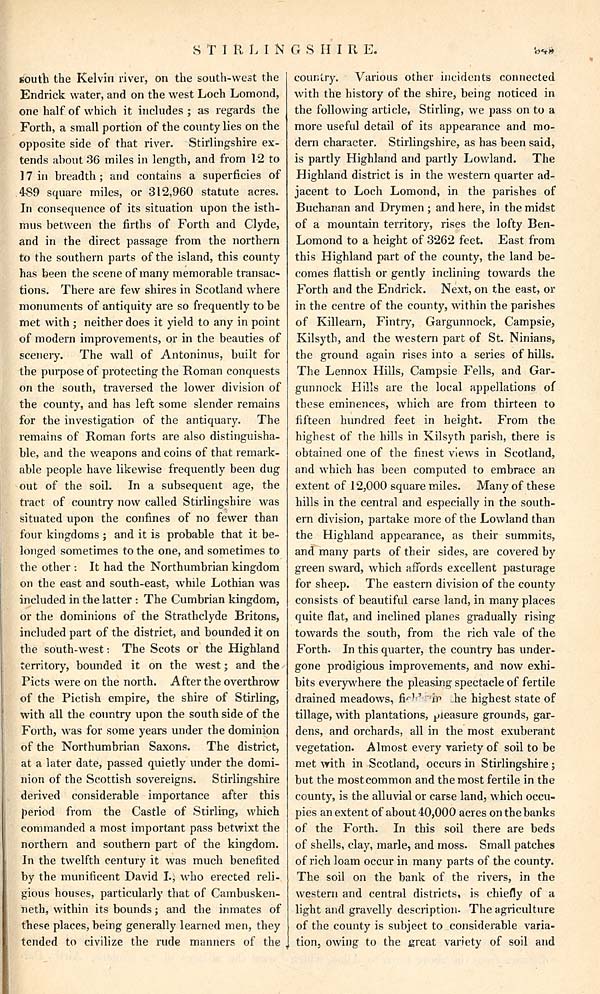 STIRLINGSHIRE.
south the Kelvin river, on the south-west the
Endrick water, and on the west Loch Lomond,
one half of which it includes ; as regards the
Forth, a small portion of the county lies on the
opposite side of that river. Stirlingshire ex-
tends about 36 miles in length, and from 12 to
17 in breadth ; and contains a superficies of
489 square miles, or 312,960 statute acres.
In consequence of its situation upon the isth-
mus between the firths of Forth and Clyde,
and in the direct passage from the northern
to the southern parts of the island, this county
has been the scene of many memorable transac-
tions. There are few shires in Scotland where
monuments of antiquity are so frequently to be
met with ; neither does it yield to any in point
of modern improvements, or in the beauties of
scenery. The wall of Antoninus, built for
the purpose of protecting the Roman conquests
on the south, traversed the lower division of
the county, and has left some slender remains
for the investigation of the antiquary. The
remains of Roman forts are also distinguisha-
ble, and the weapons and coins of that remark-
able people have likewise frequently been dug
out of the soil. In a subsequent age, the
tract of country now called Stirlingshire was
situated upon the confines of no fewer than
four kingdoms ; and it is probable that it be-
longed sometimes to the one, and sometimes to
the other : It had the Northumbrian kingdom
on the east and south-east, while Lothian was
included in the latter : The Cumbrian kingdom,
or the dominions of the Strathclyde Britons,
included part of the district, and bounded it on
the south-west : The Scots or the Highland
territory, bounded it on the west ; and the
Picts were on the north. After the overthrow
of the Pictish empire, the shire of Stirling,
with all the country upon the south side of the
Forth, was for some years under the dominion
of the Northumbrian Saxons. The district,
at a later date, passed quietly under the domi-
nion of the Scottish sovereigns. Stirlingshire
derived considerable importance after this
period from the Castle of Stirling, which
commanded a most important pass betwixt the
northern and southern part of the kingdom.
In the twelfth century it was much benefited
by the munificent David I., who erected reli-
gious houses, particularly that of Cambusken-
neth, within its bounds ; and the inmates of
these places, being generally learned men, they
tended to civilize the rude manners of the
country. Various other incidents connected
with the history of the shire, being noticed in
the following article, Stirling, we pass on to a
more useful detail of its appearance and mo-
dern character. Stirlingshire, as has been said,
is partly Highland and partly Lowland. The
Highland district is in the western quarter ad-
jacent to Loch Lomond, in the parishes of
Buchanan and Drymen ; and here, in the midst
of a mountain territory, rises the lofty Ben-
Lomond to a height of 3262 feet. East from
this Highland part of the county, the land be-
comes flattish or gently inclining towards the
Forth and the Endrick. Next, on the east, or
in the centre of the county, within the parishes
of Killearn, Fintry, Gargunnock, Campsie,
Kilsyth, and the western part of St. Ninians,
the ground again rises into a series of hills.
The Lennox Hills, Campsie Fells, and Gar-
gunnock Hills are the local appellations of
these eminences, which are from thirteen to
fifteen hundred feet in height. From the
highest of the hills in Kilsyth parish, there is
obtained one of the finest views in Scotland,
and which has been computed to embrace an
extent of 12,000 square miles. Many of these
hills in the central and especially in the south-
ern division, partake more of the Lowland than
the Highland appearance, as their summits,
and many parts of their sides, are covered by
green sward, which affords excellent pasturage
for sheep. The eastern division of the county
consists of beautiful carse land, in many places
quite flat, and inclined planes gradually rising
towards the south, from the rich vale of the
Forth. In this quarter, the country has under-
gone prodigious improvements, and now exhi-
bits everywhere the pleasing spectacle of fertile
drained meadows, in the highest state of
tillage, with plantations, pleasure grounds, gar-
dens, and orchards, all in the most exuberant
vegetation. Almost every variety of soil to be
met with in Scotland, occurs in Stirlingshire ;
but the most common and the most fertile in the
county, is the alluvial or carse land, which occu-
pies an extent of about 40,000 acres on the banks
of the Forth. In this soil there are beds
of shells, clay, marle, and moss. Small patches
of rich loam occur in many parts of the county.
The soil on the bank of the rivers, in the
western and central districts, is chiefly of a
light and gravelly description. The agriculture
of the county is subject to considerable varia-
tion, owing to the great variety of soil and